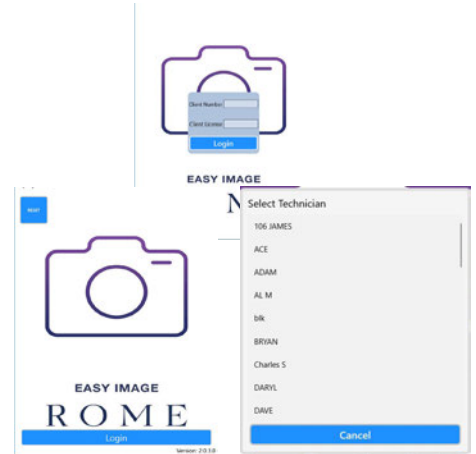 Client Number
Client License
Login
EASY IMAGE
RESET
EASY IMAGE
ROME
Login
Version: 2.0.1.0
Select Technician
106 JAMES
ACE
ADAM
AL M
blk
BRYAN
Charles S
DARYL
DAVE
Cancel